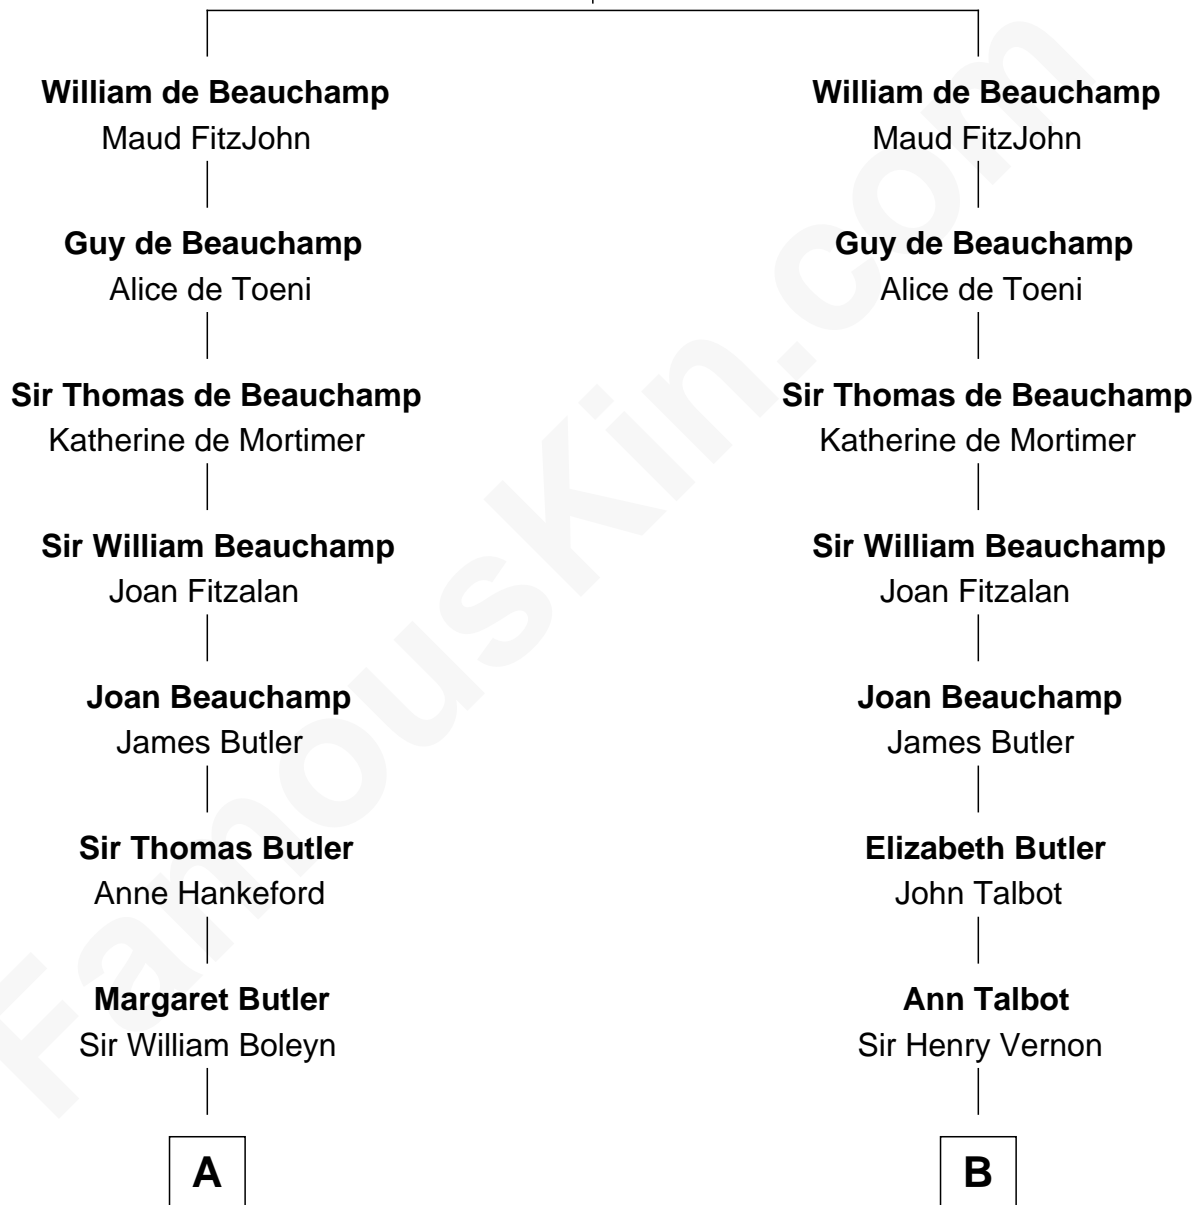 William de Beauchamp
Maud FitzJohn
Guy de Beauchamp
Alice de Toeni
Sir Thomas de Beauchamp
Katherine de Mortimer
Sir William Beauchamp
Joan Fitzalan
Joan Beauchamp
James Butler
Sir Thomas Butler
Anne Hankeford
Margaret Butler
Sir William Boleyn
A
William de Beauchamp
Maud FitzJohn
Guy de Beauchamp
Alice de Toeni
Sir Thomas de Beauchamp
Katherine de Mortimer
Sir William Beauchamp
Joan Fitzalan
Joan Beauchamp
James Butler
Elizabeth Butler
John Talbot
Ann Talbot
Sir Henry Vernon
B
FamousKin.com